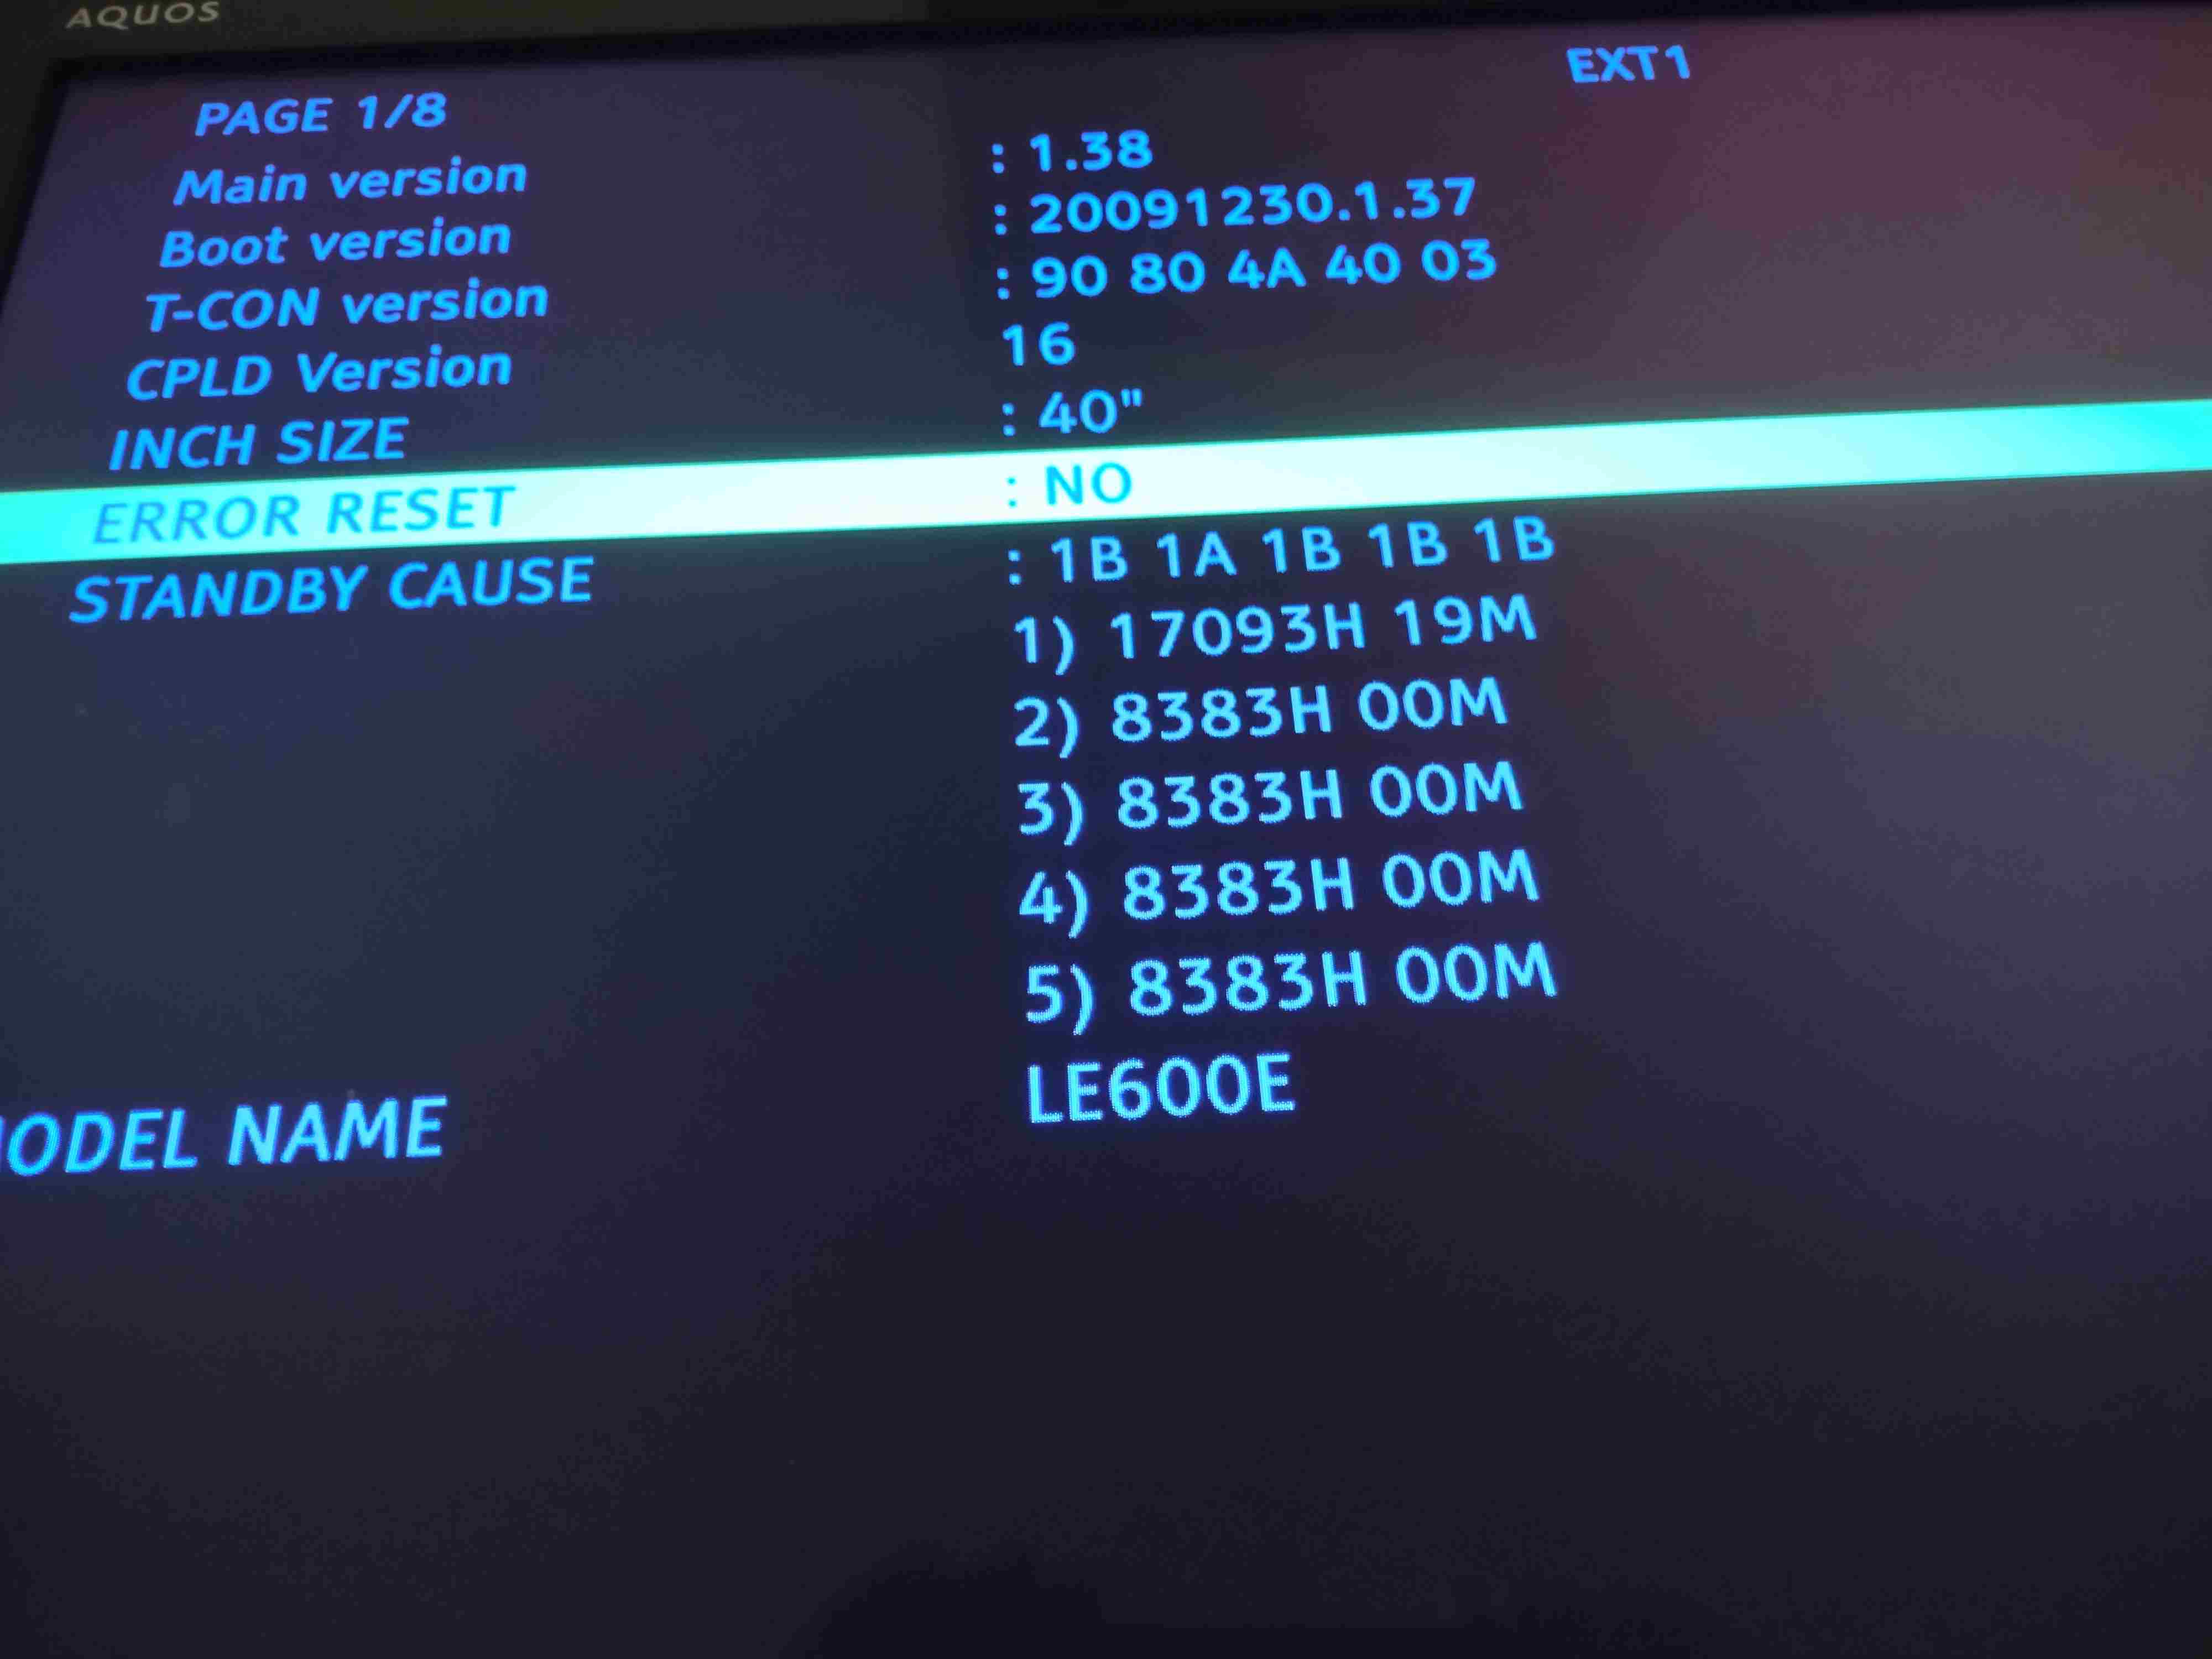 AQUOS
EXT1
PAGE 1/8
Main version : 1.38
Boot version : 20091230.1.37
T-CON version : 90 80 4A 40 03
CPLD Version 16
INCH SIZE : 40"
ERROR RESET : NO
STANDBY CAUSE : 1B 1A 1B 1B 1B
1) 17093H 19M
2) 8383H 00M
3) 8383H 00M
4) 8383H 00M
5) 8383H 00M
MODEL NAME LE600E